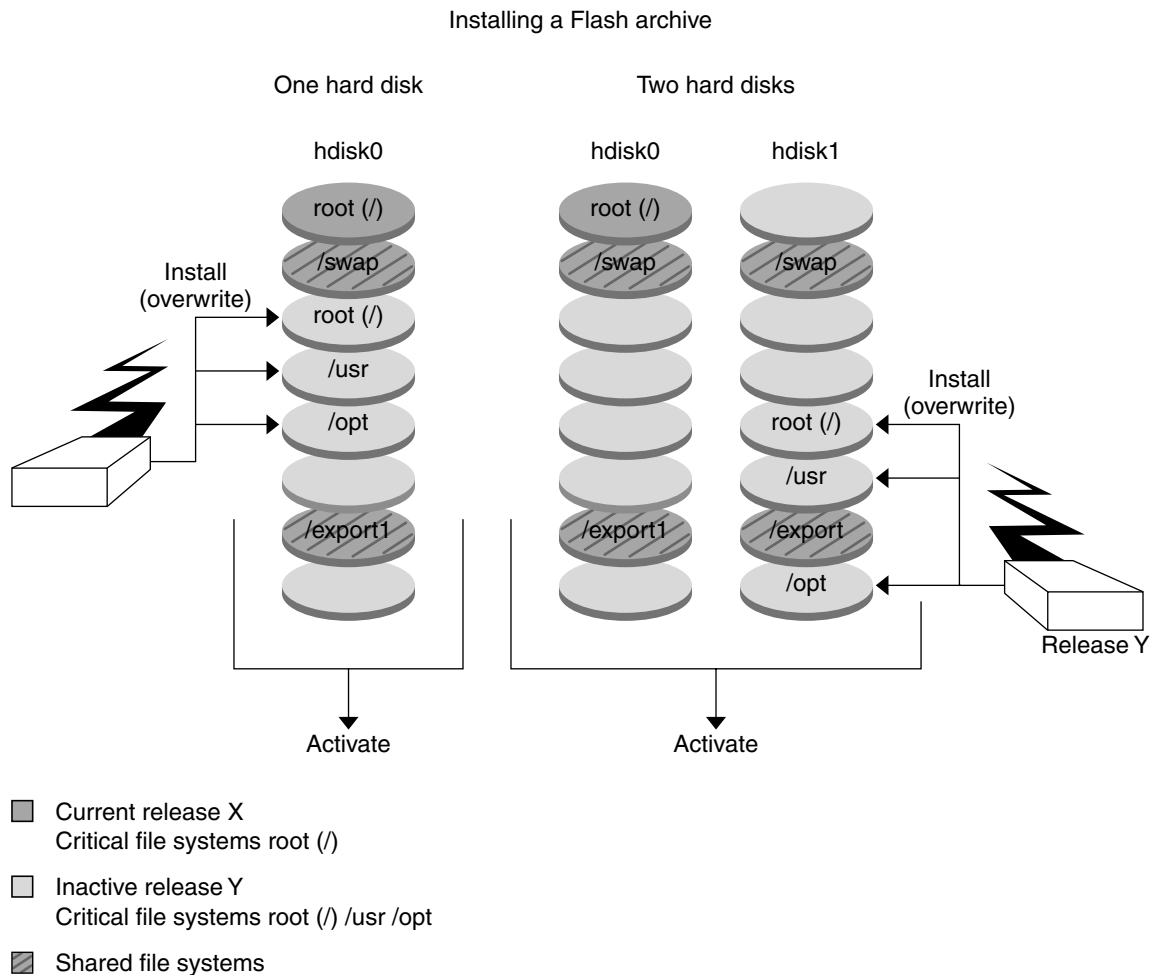 Installing a Flash archive
One hard disk
Two hard disks
hdisk0
hdisk0
hdisk1
root (/)
root (/)
/swap
/swap
/swap
Install
(overwrite)
root (/)
/usr
Install
(overwrite)
/opt
root (/)
/usr
/export1
/export1
/export
/opt
Release Y
Activate
Activate
Current release X
Critical file systems root (/)
Inactive release Y
Critical file systems root (/) /usr /opt
Shared file systems